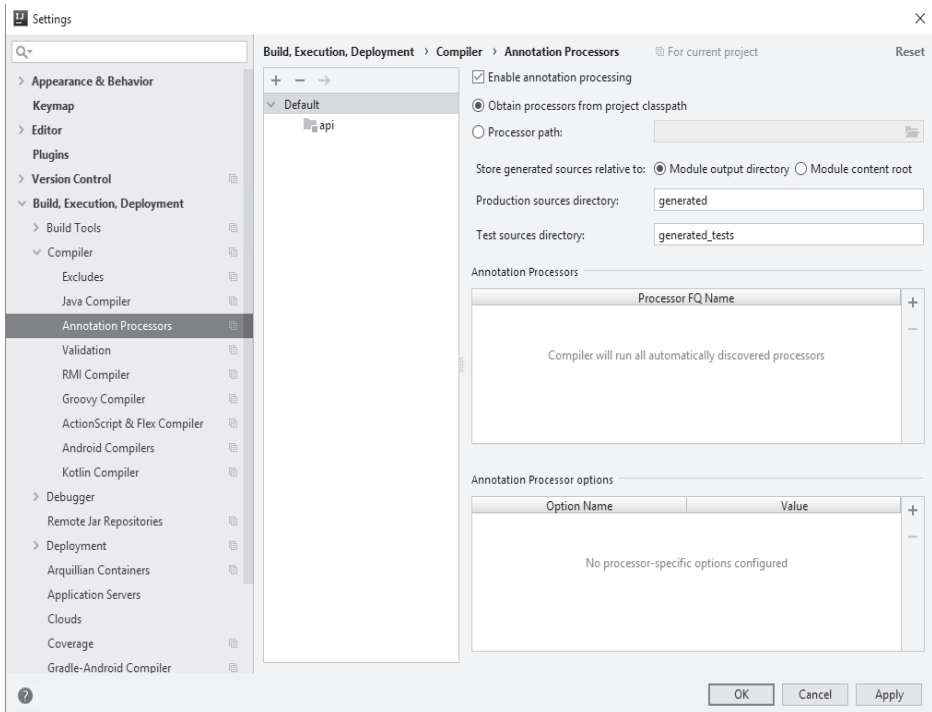 IJ Settings
Build, Execution, Deployment › Compiler › Annotation Processors For current project Reset
Appearance & Behavior
Keymap
Editor
Plugins
Version Control
Build, Execution, Deployment
Build Tools
Compiler
Excludes
Java Compiler
Annotation Processors
Validation
RMI Compiler
Groovy Compiler
ActionScript & Flex Compiler
Android Compilers
Kotlin Compiler
Debugger
Remote Jar Repositories
Deployment
Arquillian Containers
Application Servers
Clouds
Coverage
Gradle-Android Compiler
Default
api
Enable annotation processing
Obtain processors from project classpath
Processor path:
Store generated sources relative to: Module output directory Module content root
Production sources directory: generated
Test sources directory: generated_tests
Annotation Processors
Processor FQ Name
Compiler will run all automatically discovered processors
Annotation Processor options
Option Name Value
No processor-specific options configured
? OK Cancel Apply